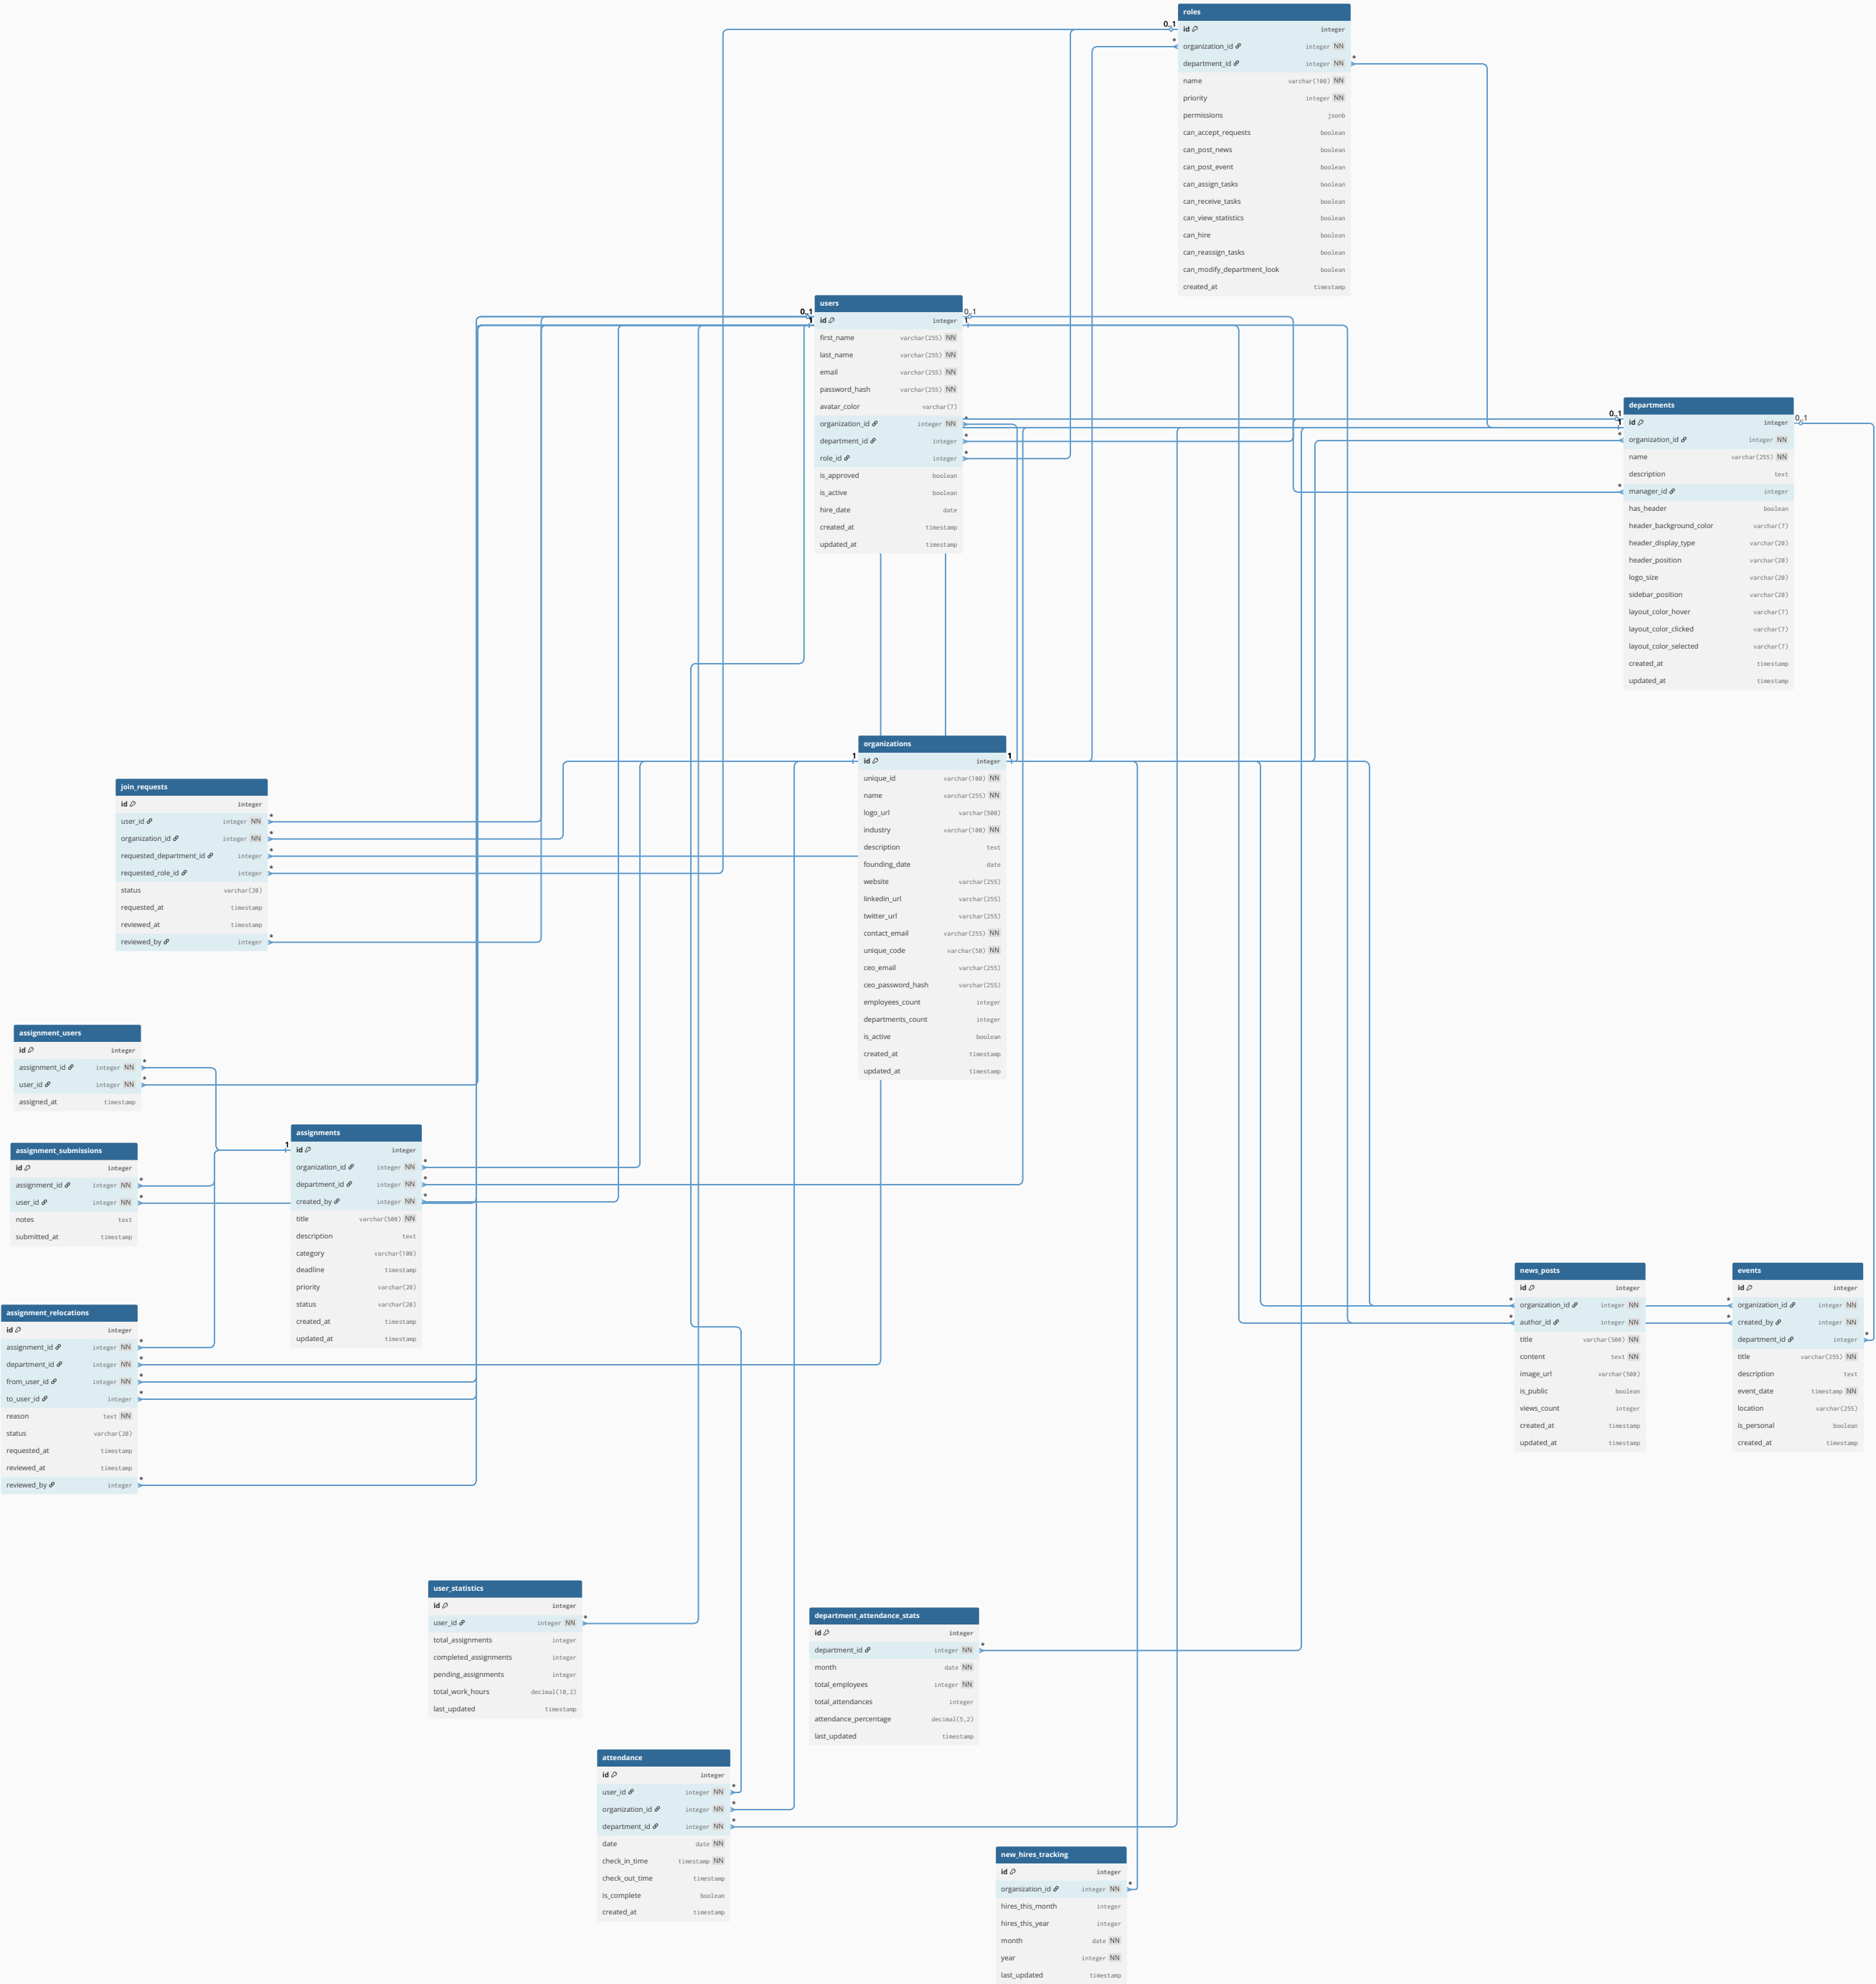 roles
id integer
organization_id integer NN
department_id integer NN
name varchar(100) NN
priority integer NN
permissions jsonb
can_accept_requests boolean
can_post_news boolean
can_post_event boolean
can_assign_tasks boolean
can_receive_tasks boolean
can_view_statistics boolean
can_hire boolean
can_reassign_tasks boolean
can_modify_department_look boolean
created_at timestamp
0..1
*
*
users
id integer
first_name varchar(255) NN
last_name varchar(255) NN
email varchar(255) NN
password_hash varchar(255) NN
avatar_color varchar(7)
organization_id integer NN
department_id integer
role_id integer
is_approved boolean
is_active boolean
hire_date date
created_at timestamp
updated_at timestamp
0..1
1
0..1
1
*
*
*
departments
id integer
organization_id integer NN
name varchar(255) NN
description text
manager_id integer
has_header boolean
header_background_color varchar(7)
header_display_type varchar(20)
header_position varchar(20)
logo_size varchar(20)
sidebar_position varchar(20)
layout_color_hover varchar(7)
layout_color_clicked varchar(7)
layout_color_selected varchar(7)
created_at timestamp
updated_at timestamp
0..1
1
0..1
*
*
organizations
id integer
unique_id varchar(100) NN
name varchar(255) NN
logo_url varchar(500)
industry varchar(100) NN
description text
founding_date date
website varchar(255)
linkedin_url varchar(255)
twitter_url varchar(255)
contact_email varchar(255) NN
unique_code varchar(50) NN
ceo_email varchar(255)
ceo_password_hash varchar(255)
employees_count integer
departments_count integer
is_active boolean
created_at timestamp
updated_at timestamp
1
1
join_requests
id integer
user_id integer NN
organization_id integer NN
requested_department_id integer
requested_role_id integer
status varchar(20)
requested_at timestamp
reviewed_at timestamp
reviewed_by integer
*
*
*
*
*
assignment_users
id integer
assignment_id integer NN
user_id integer NN
assigned_at timestamp
*
*
assignments
id integer
organization_id integer NN
department_id integer NN
created_by integer NN
title varchar(500) NN
description text
category varchar(100)
deadline timestamp
priority varchar(20)
status varchar(20)
created_at timestamp
updated_at timestamp
1
*
*
*
assignment_submissions
id integer
assignment_id integer NN
user_id integer NN
notes text
submitted_at timestamp
*
*
assignment_relocations
id integer
assignment_id integer NN
department_id integer NN
from_user_id integer NN
to_user_id integer
reason text NN
status varchar(20)
requested_at timestamp
reviewed_at timestamp
reviewed_by integer
*
*
*
*
*
news_posts
id integer
organization_id integer NN
author_id integer NN
title varchar(500) NN
content text NN
image_url varchar(500)
is_public boolean
views_count integer
created_at timestamp
updated_at timestamp
*
*
events
id integer
organization_id integer NN
created_by integer NN
department_id integer
title varchar(255) NN
description text
event_date timestamp NN
location varchar(255)
is_personal boolean
created_at timestamp
*
*
*
user_statistics
id integer
user_id integer NN
total_assignments integer
completed_assignments integer
pending_assignments integer
total_work_hours decimal(10,2)
last_updated timestamp
*
department_attendance_stats
id integer
department_id integer NN
month date NN
total_employees integer NN
total_attendances integer
attendance_percentage decimal(5,2)
last_updated timestamp
*
attendance
id integer
user_id integer NN
organization_id integer NN
department_id integer NN
date date NN
check_in_time timestamp NN
check_out_time timestamp
is_complete boolean
created_at timestamp
*
*
*
new_hires_tracking
id integer
organization_id integer NN
hires_this_month integer
hires_this_year integer
month date NN
year integer NN
last_updated timestamp
*